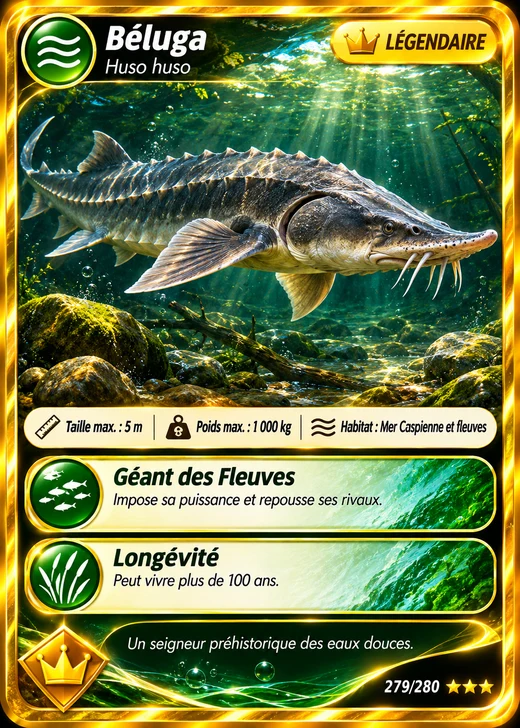 Béluga
Huso huso
LÉGENDAIRE
Taille max. : 5 m
Poids max. : 1 000 kg
Habitat : Mer Caspienne et fleuves
Géant des Fleuves
Impose sa puissance et repousse ses rivaux.
Longévité
Peut vivre plus de 100 ans.
Un seigneur préhistorique des eaux douces.
279/280 ★★★